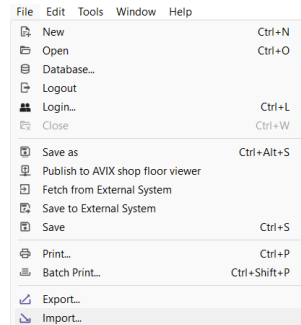 File Edit Tools Window Help
New Ctrl+N
Open Ctrl+O
Database...
Logout
Login... Ctrl+L
Close Ctrl+W
Save as Ctrl+Alt+S
Publish to AVIX shop floor viewer
Fetch from External System
Save to External System
Save Ctrl+S
Print... Ctrl+P
Batch Print... Ctrl+Shift+P
Export...
Import...